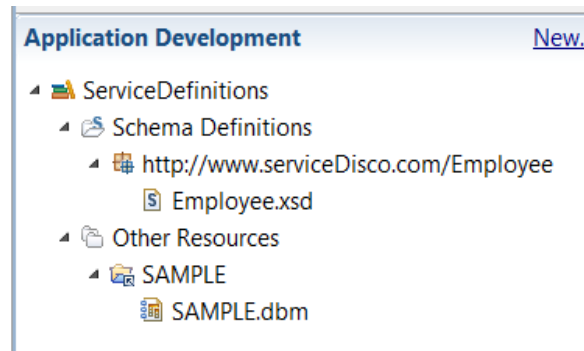 Application Development New.
ServiceDefinitions
Schema Definitions
http://www.serviceDisco.com/Employee
Employee.xsd
Other Resources
SAMPLE
SAMPLE.dbm